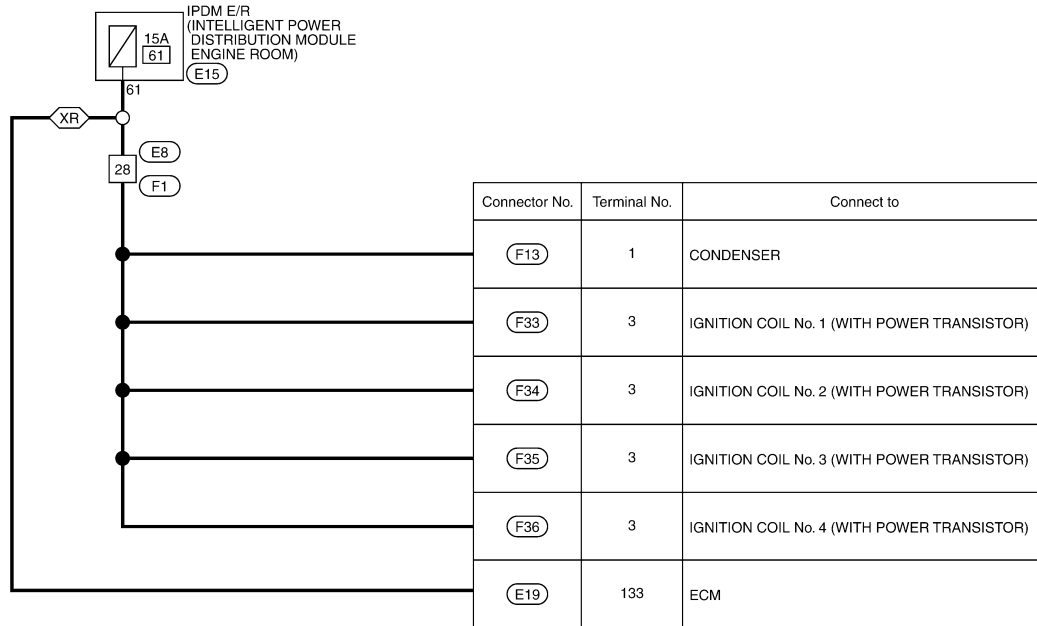 IPDM E/R
(INTELLIGENT POWER
DISTRIBUTION MODULE
ENGINE ROOM)
15A
61
E15
61
XR
E8
28
F1
Connector No. Terminal No. Connect to
F13 1 CONDENSER
F33 3 IGNITION COIL No. 1 (WITH POWER TRANSISTOR)
F34 3 IGNITION COIL No. 2 (WITH POWER TRANSISTOR)
F35 3 IGNITION COIL No. 3 (WITH POWER TRANSISTOR)
F36 3 IGNITION COIL No. 4 (WITH POWER TRANSISTOR)
E19 133 ECM